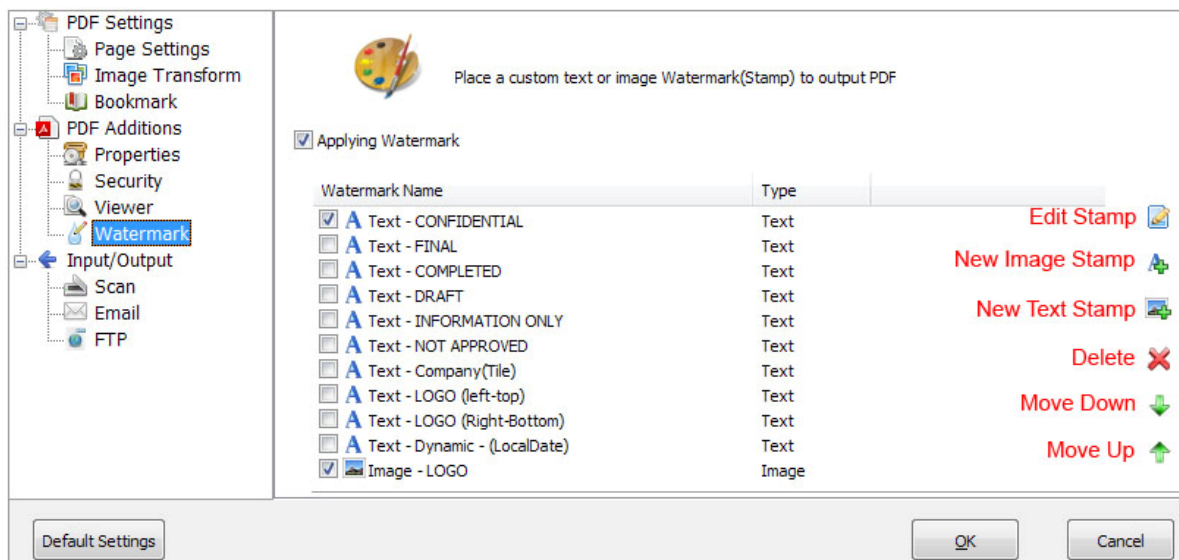 PDF Settings
Page Settings
Image Transform
Bookmark
PDF Additions
Properties
Security
Viewer
Watermark
Input/Output
Scan
Email
FTP
Place a custom text or image Watermark(Stamp) to output PDF
Applying Watermark
Watermark Name Type
A Text - CONFIDENTIAL Text
A Text - FINAL Text
A Text - COMPLETED Text
A Text - DRAFT Text
A Text - INFORMATION ONLY Text
A Text - NOT APPROVED Text
A Text - Company(Tile) Text
A Text - LOGO (left-top) Text
A Text - LOGO (Right-Bottom) Text
A Text - Dynamic - (LocalDate) Text
Image - LOGO Image
Edit Stamp
New Image Stamp A
New Text Stamp
Delete
Move Down
Move Up
Default Settings
OK
Cancel